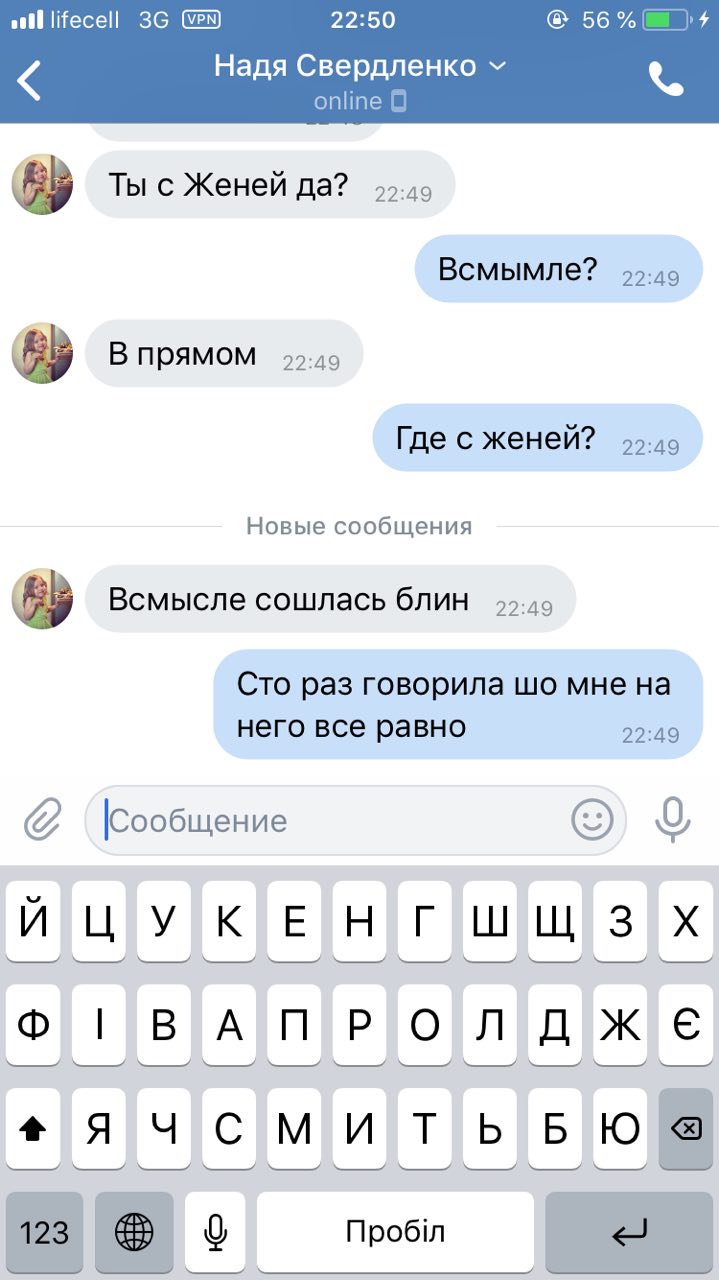 lifecell 3G VPN 22:50 56 %
Надя Свердленко
online
Ты с Женей да? 22:49
Всмымле? 22:49
В прямом 22:49
Где с женей? 22:49
Новые сообщения
Всмысле сошлась блин 22:49
Сто раз говорила шо мне на
него все равно 22:49
Сообщение
Й Ц У К Е Н Г Ш Щ З Х
Ф І В А П Р О Л Д Ж Є
Я Ч С М И Т Ь Б Ю
123 Пробіл